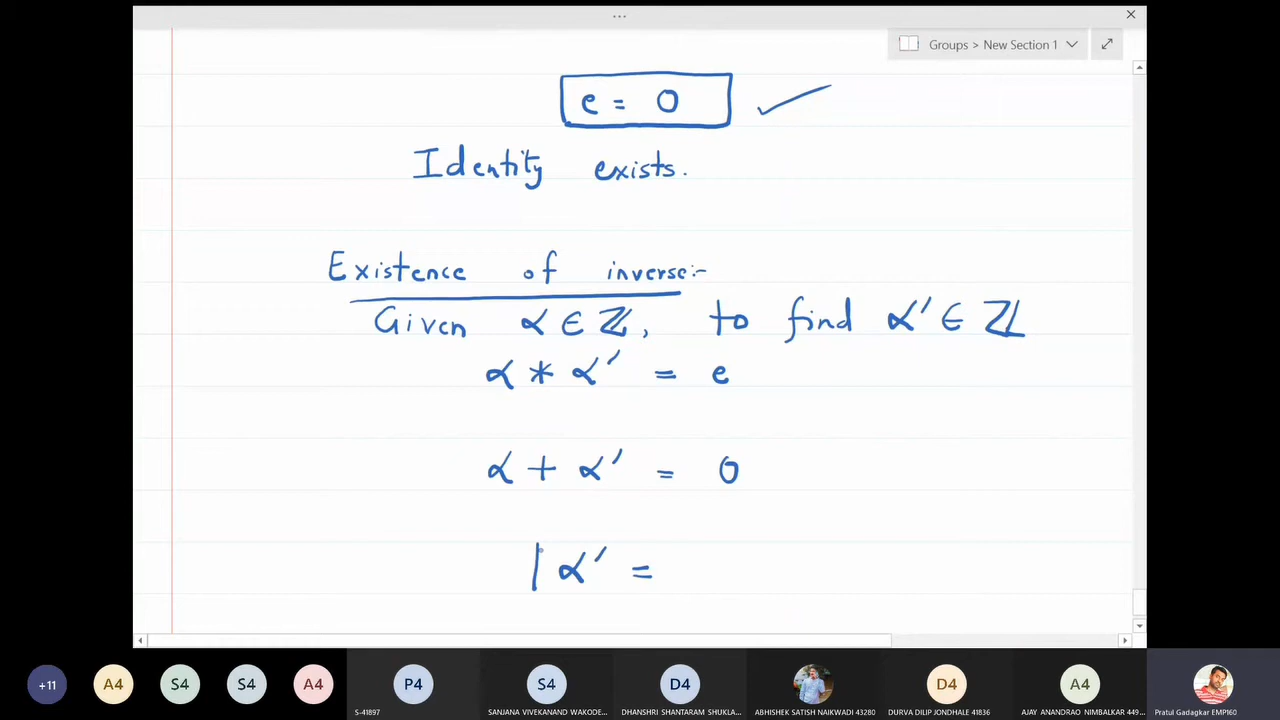 Groups > New Section 1
e = 0 ✓
Identity exists.
Existence of inverse:-
Given α ∈ ℤ, to find α' ∈ ℤ
α * α' = e
α + α' = 0
| α' =
+11 A4 S4 S4 A4 P4 S4 D4 D4 A4
S-41897 SANJANA VIVEKANAND WAKODE... DHANSHRI SHANTARAM SHUKLA... ABHISHEK SATISH NAIKWADI 43280 DURVA DILIP JONDHALE 41836 AJAY ANANDRAO NIMBALKAR 449... Pratul Gadagkar EMP160